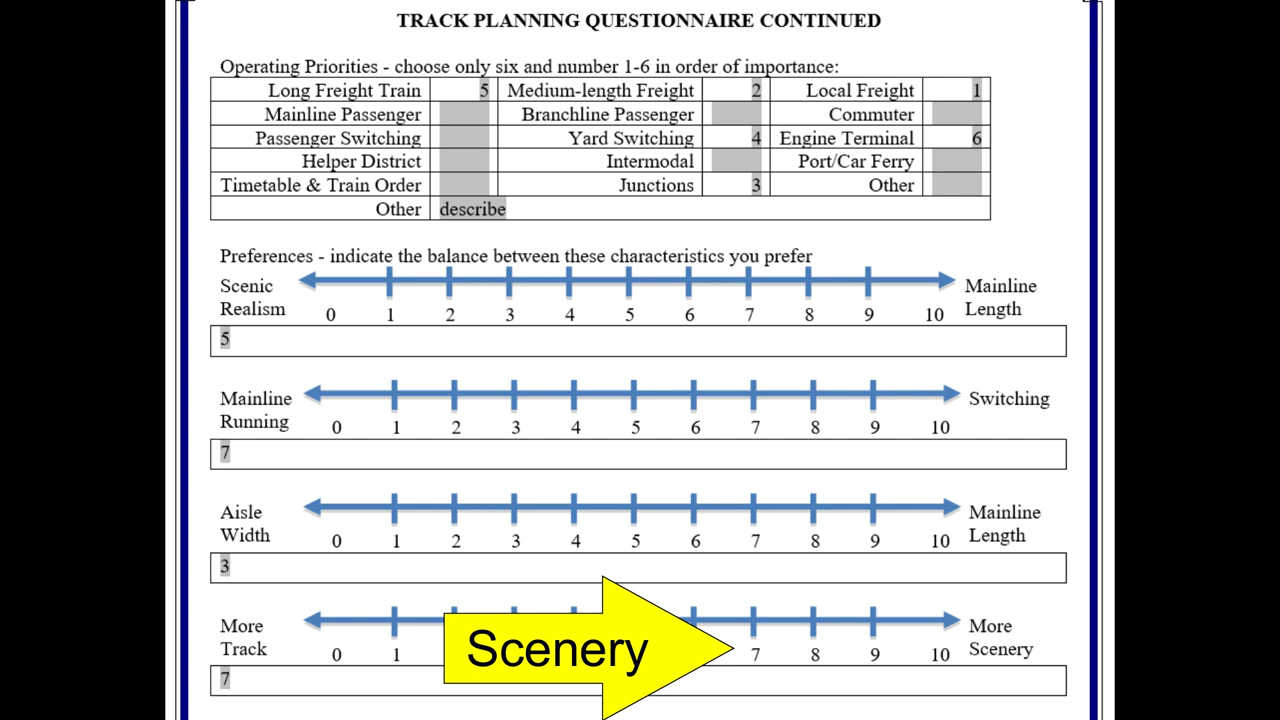 TRACK PLANNING QUESTIONNAIRE CONTINUED
Operating Priorities - choose only six and number 1-6 in order of importance:
Long Freight Train 5 Medium-length Freight 2 Local Freight 1
Mainline Passenger Branchline Passenger Commuter
Passenger Switching Yard Switching 4 Engine Terminal 6
Helper District Intermodal Port/Car Ferry
Timetable & Train Order Junctions 3 Other
Other describe
Preferences - indicate the balance between these characteristics you prefer
Scenic Realism 0 1 2 3 4 5 6 7 8 9 10 Mainline Length
5
Mainline Running 0 1 2 3 4 5 6 7 8 9 10 Switching
7
Aisle Width 0 1 2 3 4 5 6 7 8 9 10 Mainline Length
3
More Track 0 1 Scenery 7 8 9 10 More Scenery
7